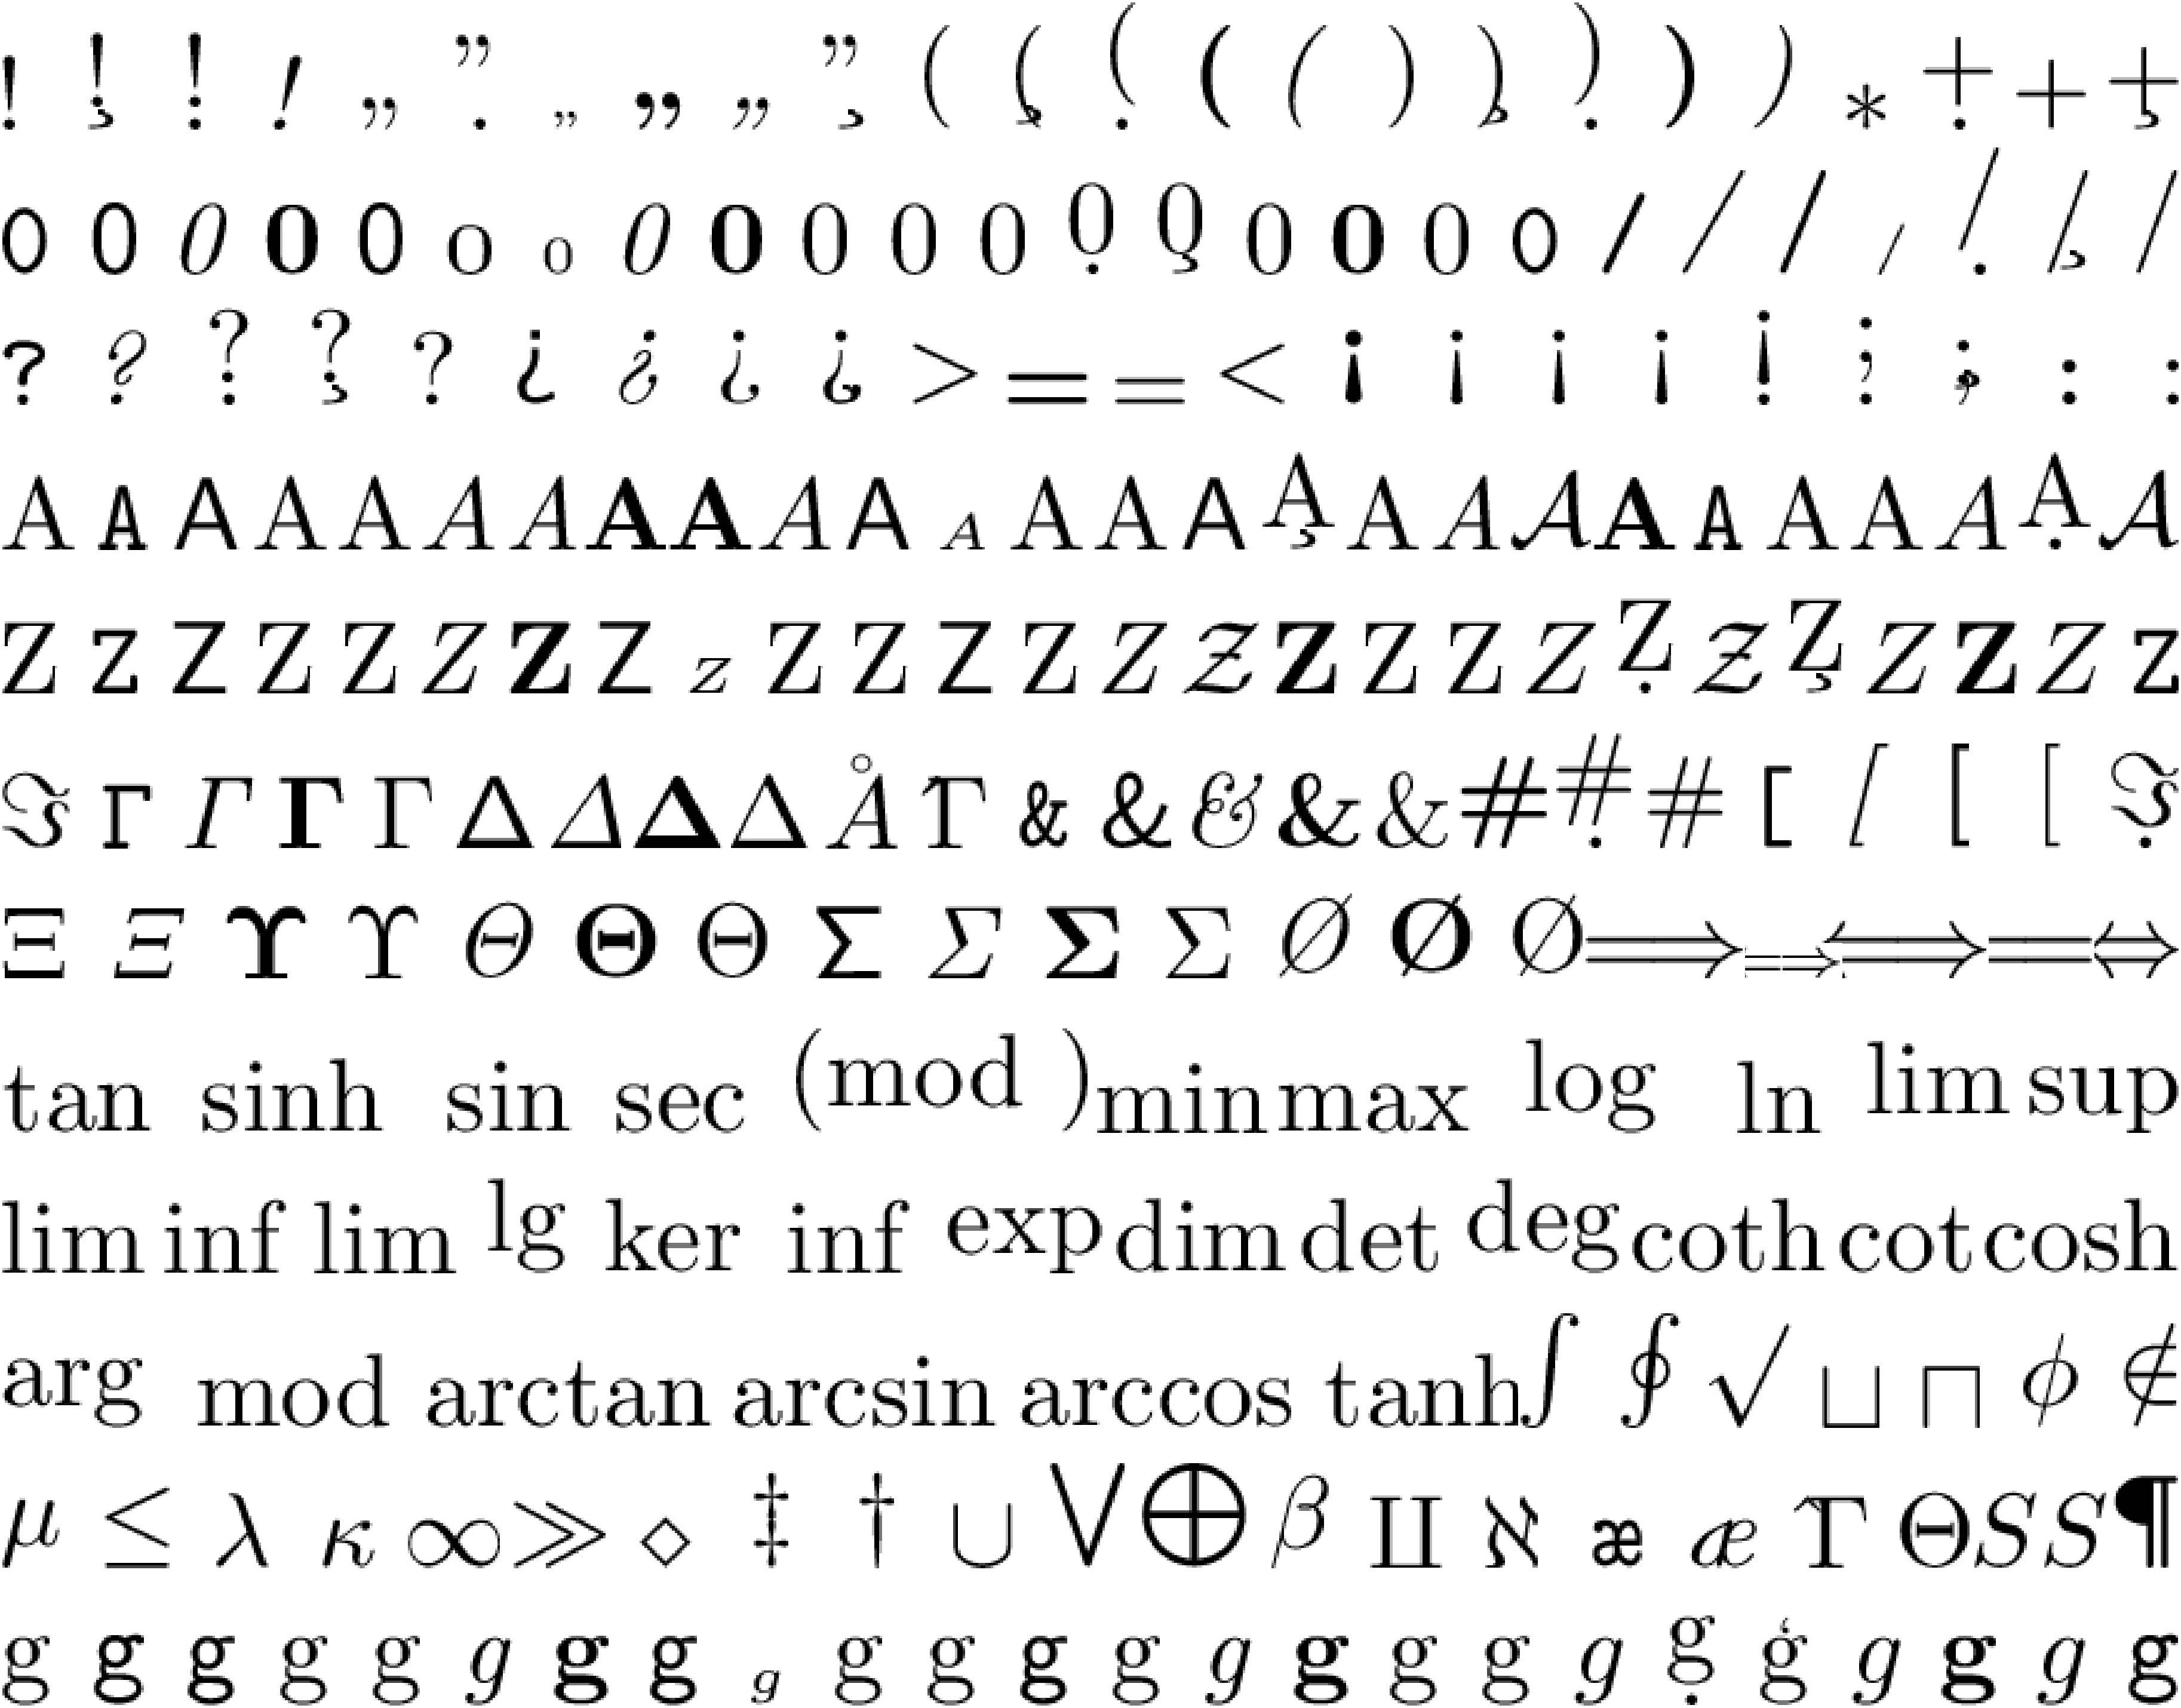 ! !̧ ! ! ” ”̣ ” ” ” ”̧ ( (̧ (̣ ( ( ) )̧ )̣ ) ) * +̣ + +̧
0 0 0 0 0 0 0 0 0 0 0 0 0̣ 0̧ 0 0 0 0 / / / / /̣ /̧ /
? ? ?̣ ?̧ ? ¿ ¿ ¿ ¿ > = = < ¡ ¡ ¡ ¡ !̇ ;̣ ;̧ : :
A A A A A A A A A A A A A A A A̧ A A A A A A A A Ạ A
Z Z Z Z Z Z Z Z z Z Z Z Z Z Z Z Z Z Z Ẓ Z Z̧ Z Z Z Z
ℑ Γ Γ Γ Γ Δ Δ Δ Δ Å Ƭ & & & & & # #̣ # [ [ [ [ ℑ̣
Ξ Ξ ϒ ϒ Θ Θ Θ Σ Σ Σ Σ Ø Ø Ø ⟹ ⟹ ⟺ = ⇔
tan sinh sin sec (mod ) min max log ln lim sup
lim inf lim lg ker inf exp dim det deg coth cot cosh
arg mod arctan arcsin arccos tanh ∫ ∮ √ ⊔ ⊓ ϕ ∉
μ ≤ λ κ ∞ ≫ ⋄ ‡ † ∪ ⋁ ⊕ β ∐ ℵ æ æ Ƭ Θ S S ¶
g g g g g g g g g g g g g g g g g g g̣ ģ g g g g